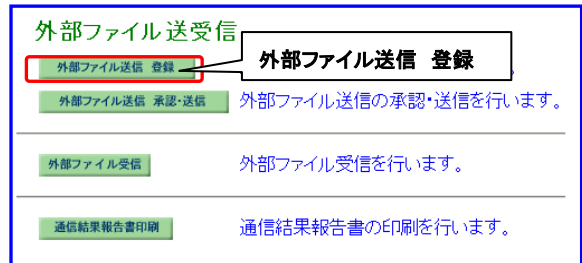 外部ファイル送受信
外部ファイル送信 登録
外部ファイル送信 登録
。
外部ファイル送信 承認・送信
外部ファイル送信の承認・送信を行います。
外部ファイル受信
外部ファイル受信を行います。
通信結果報告書印刷
通信結果報告書の印刷を行います。